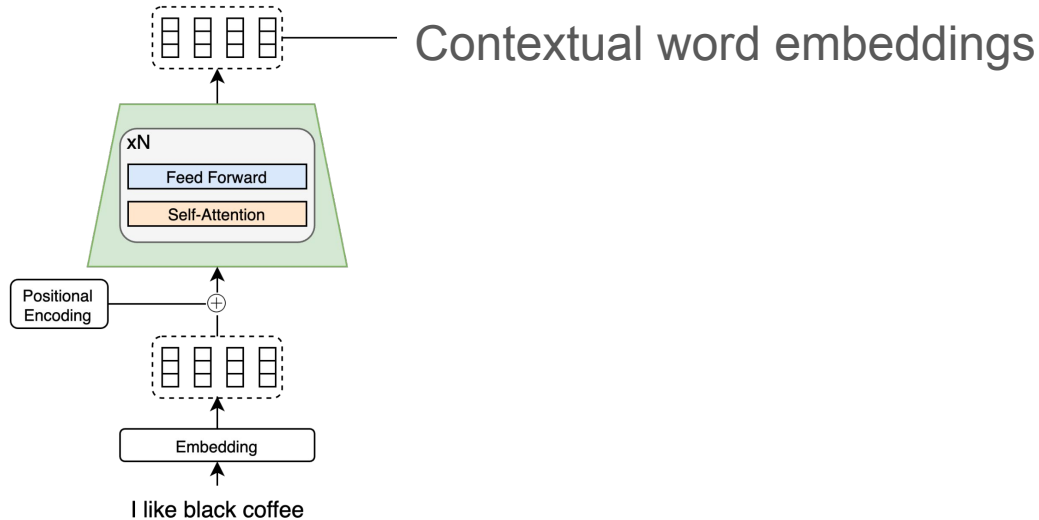 Contextual word embeddings
xN
Feed Forward
Self-Attention
Positional
Encoding
Embedding
I like black coffee